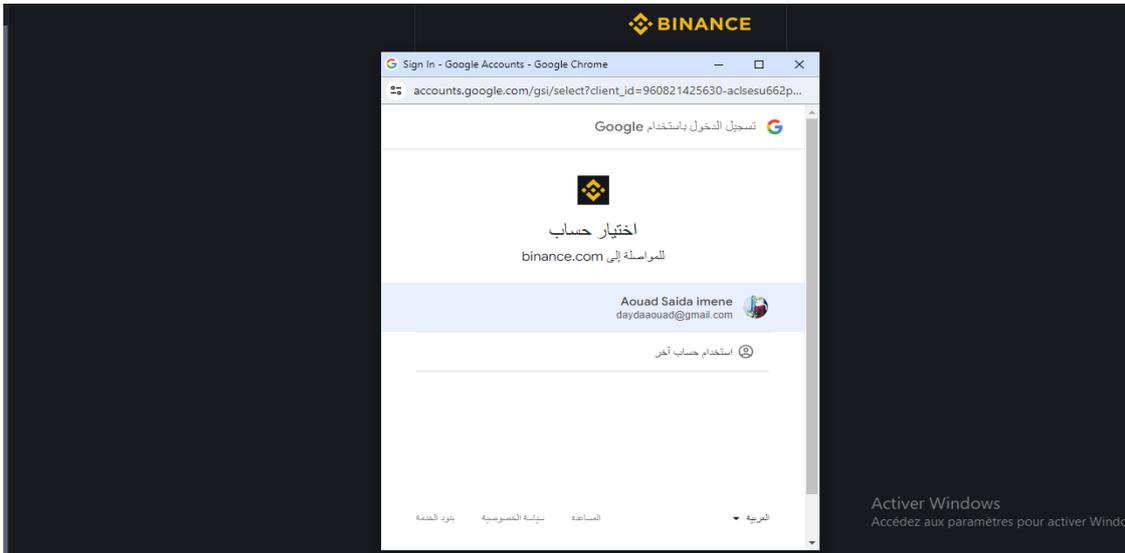 BINANCE
Sign In - Google Accounts - Google Chrome
accounts.google.com/gsi/select?client_id=960821425630-aclsesu662p...
تسجيل الدخول باستخدام Google
اختيار حساب
للمواصلة إلى binance.com
Aouad Saida imene
daydaaouad@gmail.com
استخدام حساب آخر
العربية
المساعدة
سياسة الخصوصية
بنود الخدمة
Activer Windows
Accédez aux paramètres pour activer Windo